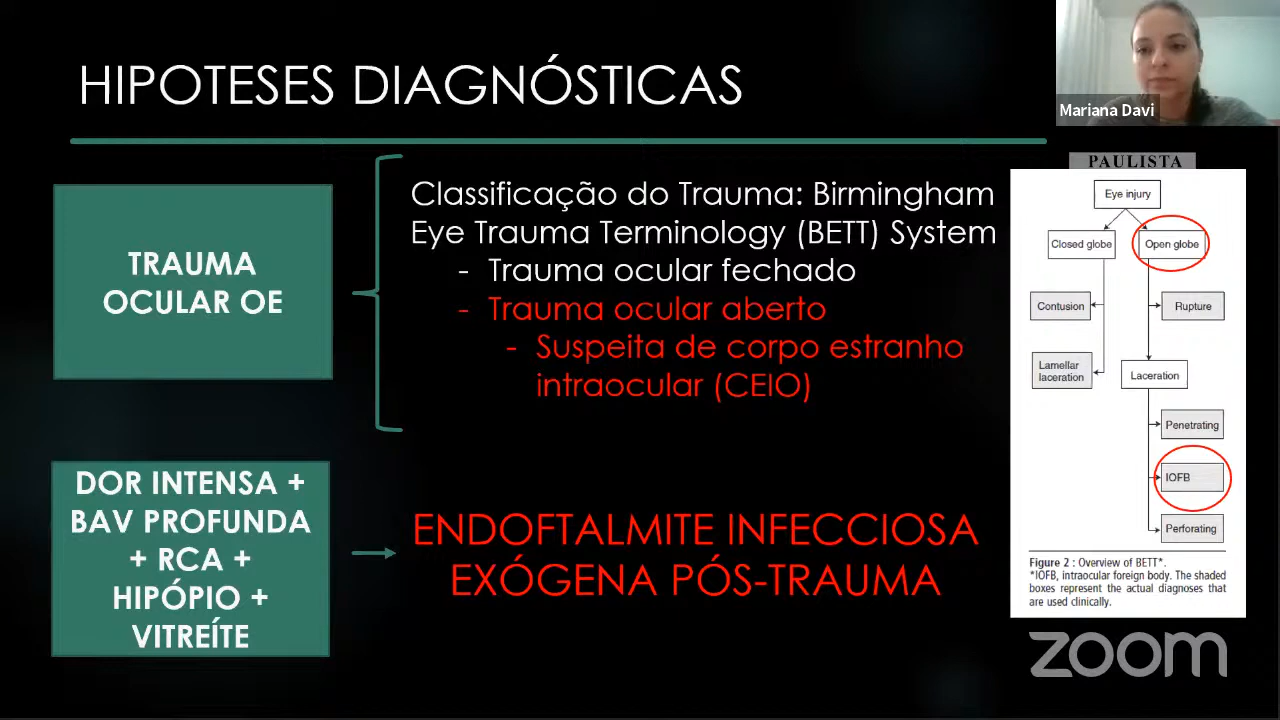 HIPOTESES DIAGNÓSTICAS
Mariana Davi
TRAUMA
OCULAR OE
Classificação do Trauma: Birmingham
Eye Trauma Terminology (BETT) System
- Trauma ocular fechado
- Trauma ocular aberto
- Suspeita de corpo estranho
intraocular (CEIO)
DOR INTENSA +
BAV PROFUNDA
+ RCA +
HIPÓPIO +
VITREÍTE
ENDOFTALMITE INFECCIOSA
EXÓGENA PÓS-TRAUMA
PAULISTA
Eye injury
Closed globe
Open globe
Contusion
Rupture
Lamellar
laceration
Laceration
Penetrating
IOFB
Perforating
Figure 2 : Overview of BETT*.
*IOFB, intraocular foreign body. The shaded
boxes represent the actual diagnoses that
are used clinically.
zoom